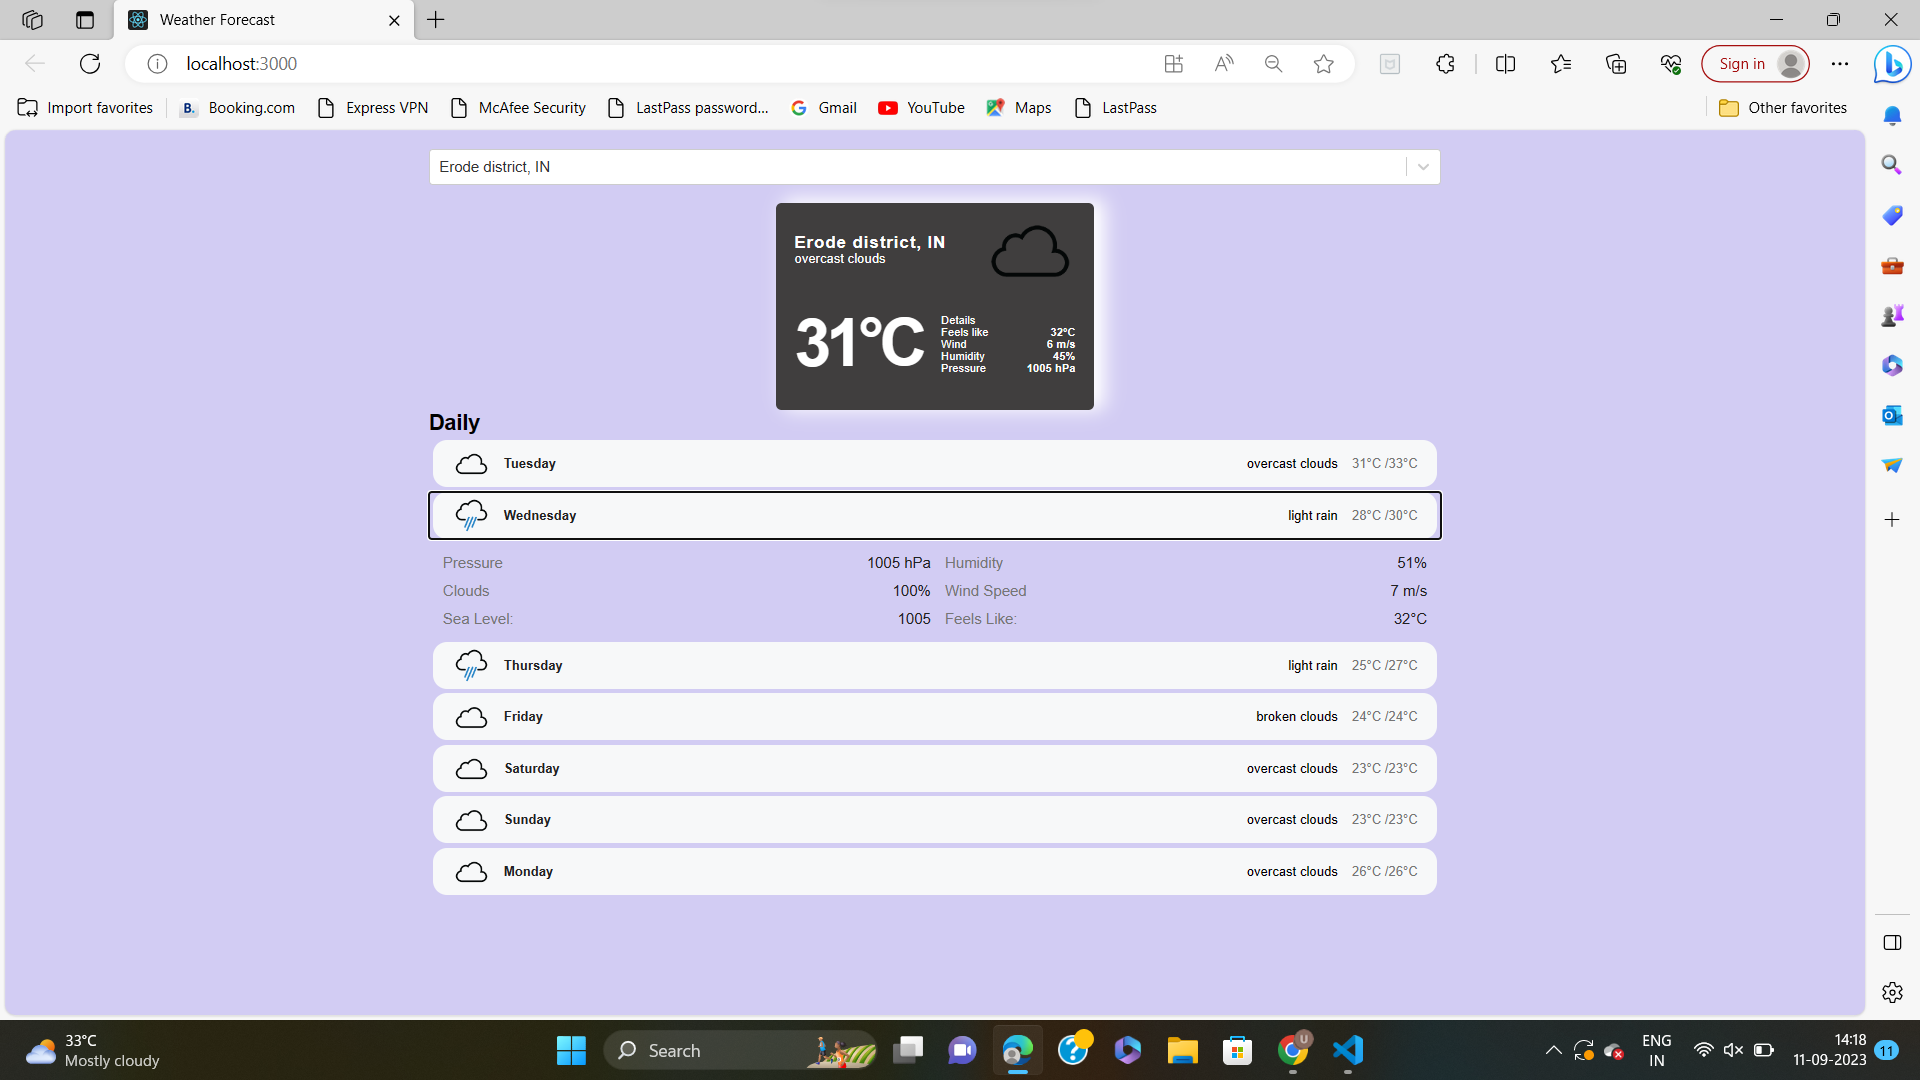 Weather Forecast
localhost:3000
Sign in
Import favorites
B. Booking.com
Express VPN
McAfee Security
LastPass password...
Gmail
YouTube
Maps
LastPass
Other favorites
Erode district, IN
Erode district, IN
overcast clouds
31°C
Details
Feels like 32°C
Wind 6 m/s
Humidity 45%
Pressure 1005 hPa
Daily
Tuesday overcast clouds 31°C /33°C
Wednesday light rain 28°C /30°C
Pressure 1005 hPa Humidity 51%
Clouds 100% Wind Speed 7 m/s
Sea Level: 1005 Feels Like: 32°C
Thursday light rain 25°C /27°C
Friday broken clouds 24°C /24°C
Saturday overcast clouds 23°C /23°C
Sunday overcast clouds 23°C /23°C
Monday overcast clouds 26°C /26°C
33°C
Mostly cloudy
Search
U
ENG
IN
14:18
11-09-2023
11